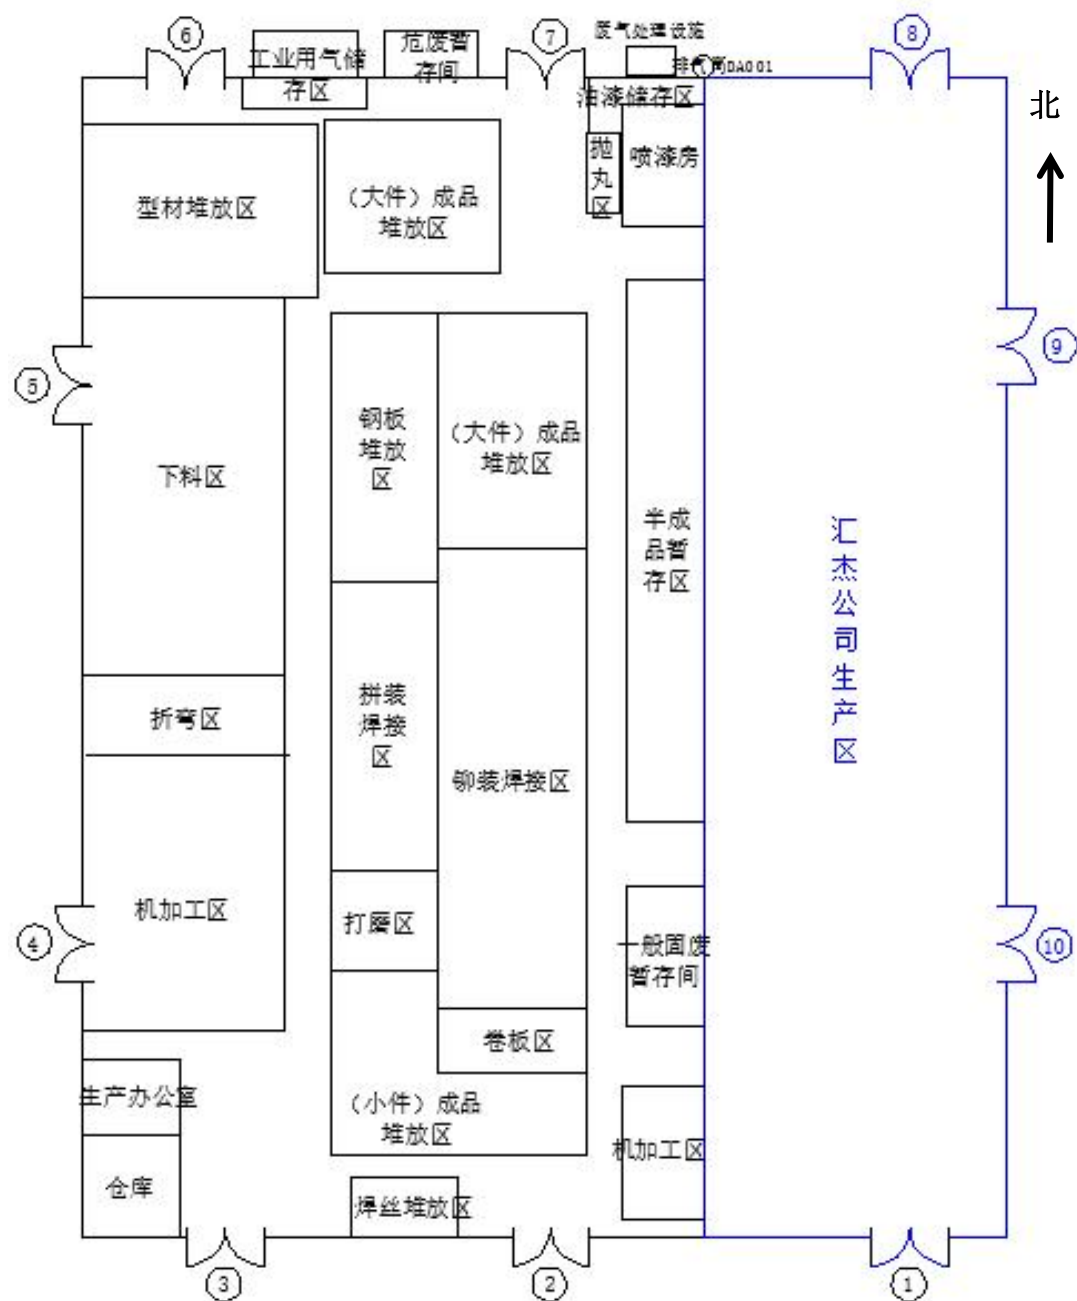 ⑥
⑦
⑧
废气处理设施
工业用气储
存区
危废暂
存间
排气筒DA001
油漆储存区
北
抛
丸
区
喷漆房
型材堆放区
（大件）成品
堆放区
⑤
⑨
钢板
堆放
区
（大件）成品
堆放区
下料区
半成
品暂
存区
汇
杰
公
司
生
产
区
拼装
焊接
区
折弯区
铆装焊接区
机加工区
打磨区
④
一般固废
暂存间
⑩
卷板区
生产办公室
（小件）成品
堆放区
机加工区
仓库
焊丝堆放区
③
②
①